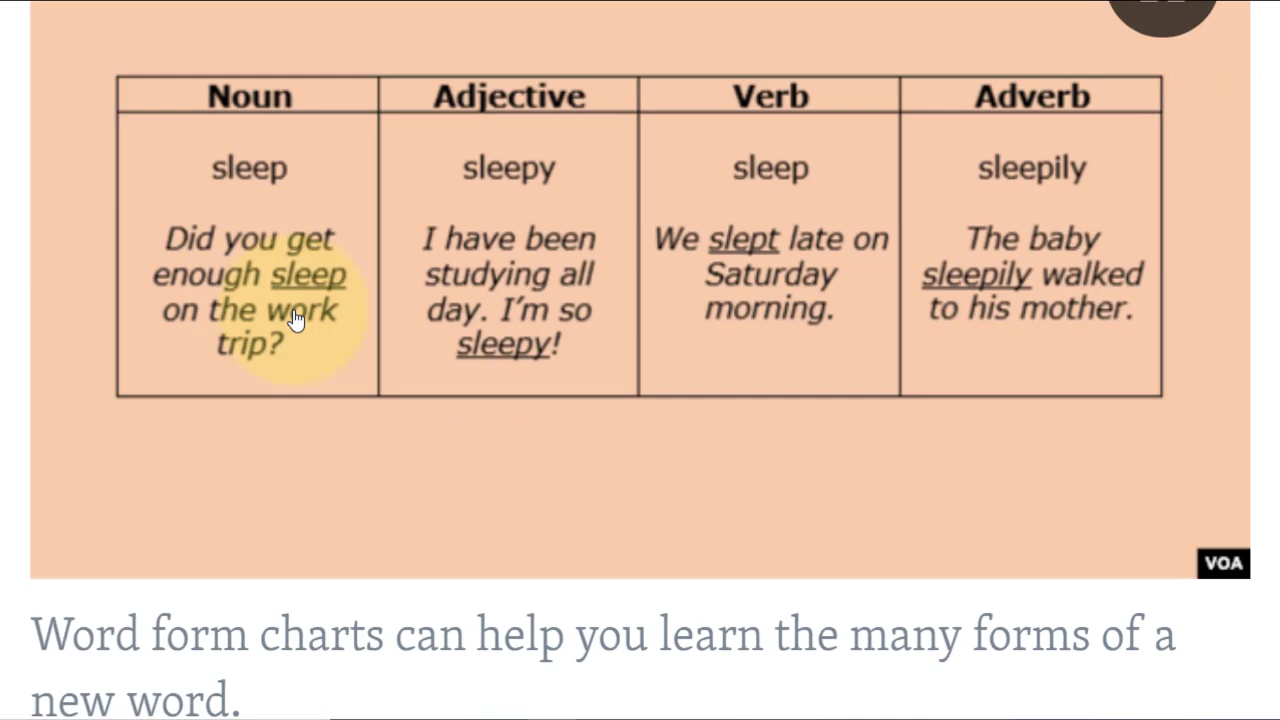 Noun Adjective Verb Adverb
sleep sleepy sleep sleepily
Did you get
enough sleep
on the work
trip?
I have been
studying all
day. I’m so
sleepy!
We slept late on
Saturday
morning.
The baby
sleepily walked
to his mother.
VOA
Word form charts can help you learn the many forms of a
new word.